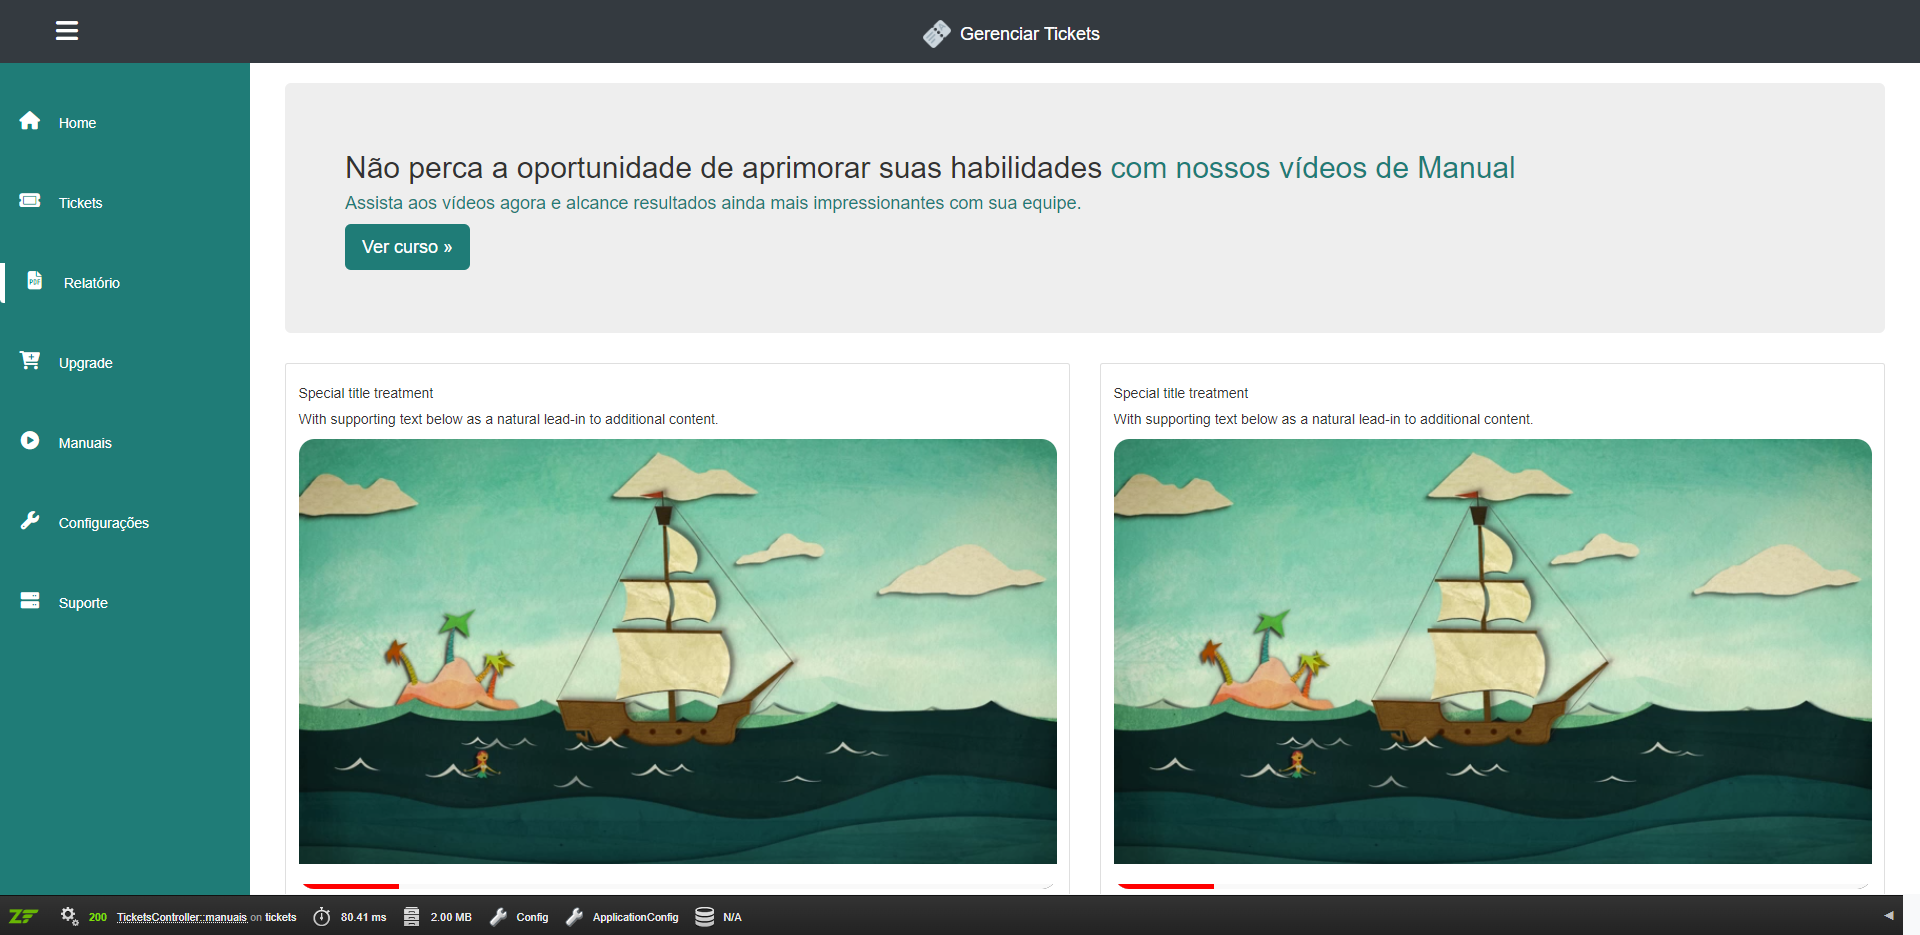 Gerenciar Tickets
Home
Tickets
Relatório
Upgrade
Manuais
Configurações
Suporte
Não perca a oportunidade de aprimorar suas habilidades com nossos vídeos de Manual
Assista aos vídeos agora e alcance resultados ainda mais impressionantes com sua equipe.
Ver curso »
Special title treatment
With supporting text below as a natural lead-in to additional content.
Special title treatment
With supporting text below as a natural lead-in to additional content.
ZF 200 TicketsController::manuais on tickets 80.41 ms 2.00 MB Config ApplicationConfig N/A